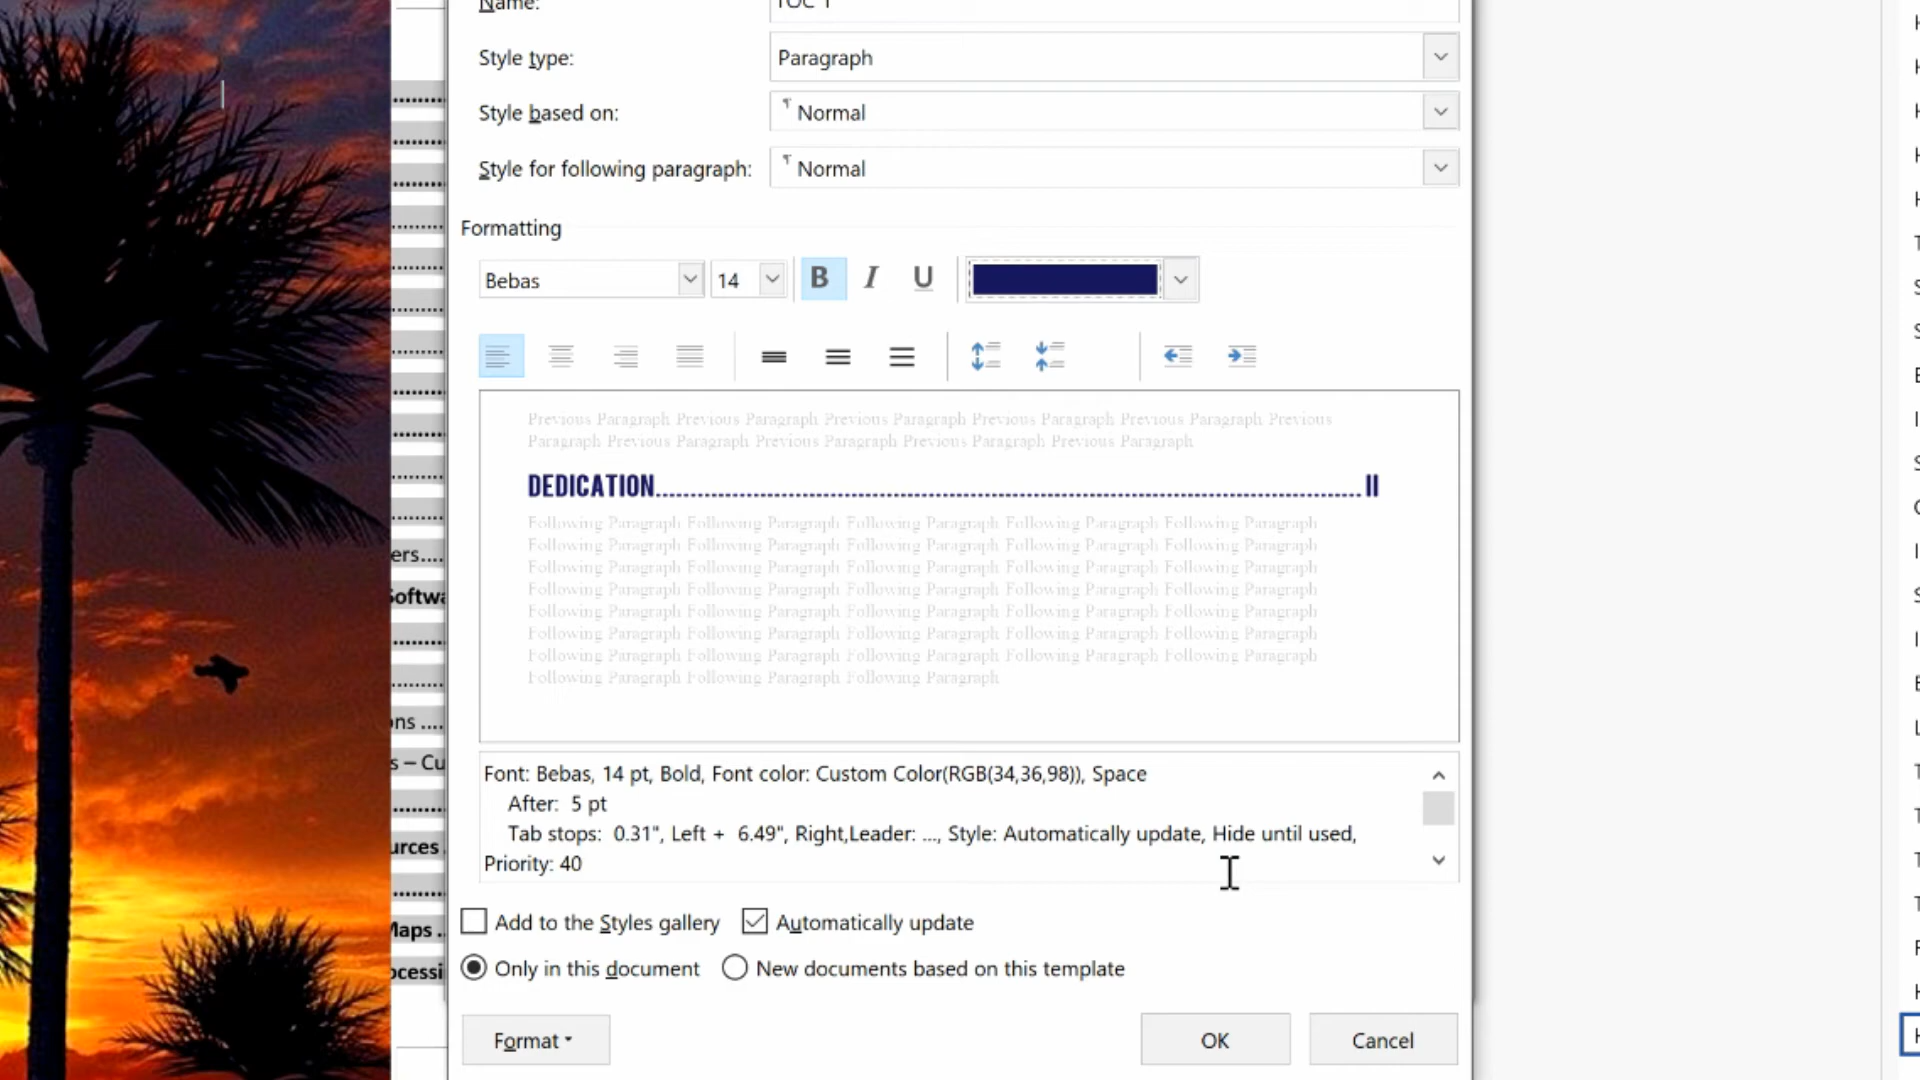 Name: TOC 1
Style type: Paragraph
Style based on: ¶ Normal
Style for following paragraph: ¶ Normal
Formatting
Bebas 14 B I U
Previous Paragraph Previous Paragraph Previous Paragraph Previous Paragraph Previous Paragraph Previous
Paragraph Previous Paragraph Previous Paragraph Previous Paragraph Previous Paragraph
DEDICATION.....................................................................................................II
Following Paragraph Following Paragraph Following Paragraph Following Paragraph Following Paragraph
Following Paragraph Following Paragraph Following Paragraph Following Paragraph Following Paragraph
Following Paragraph Following Paragraph Following Paragraph Following Paragraph Following Paragraph
Following Paragraph Following Paragraph Following Paragraph Following Paragraph Following Paragraph
Following Paragraph Following Paragraph Following Paragraph Following Paragraph Following Paragraph
Following Paragraph Following Paragraph Following Paragraph Following Paragraph Following Paragraph
Following Paragraph Following Paragraph Following Paragraph Following Paragraph Following Paragraph
Following Paragraph Following Paragraph Following Paragraph
Font: Bebas, 14 pt, Bold, Font color: Custom Color(RGB(34,36,98)), Space
After: 5 pt
Tab stops: 0.31", Left + 6.49", Right,Leader: ..., Style: Automatically update, Hide until used,
Priority: 40
Add to the Styles gallery Automatically update
Only in this document New documents based on this template
Format OK Cancel
ers....
Softwa
ns ....
s – Cu
urces
Maps ..
ocessi